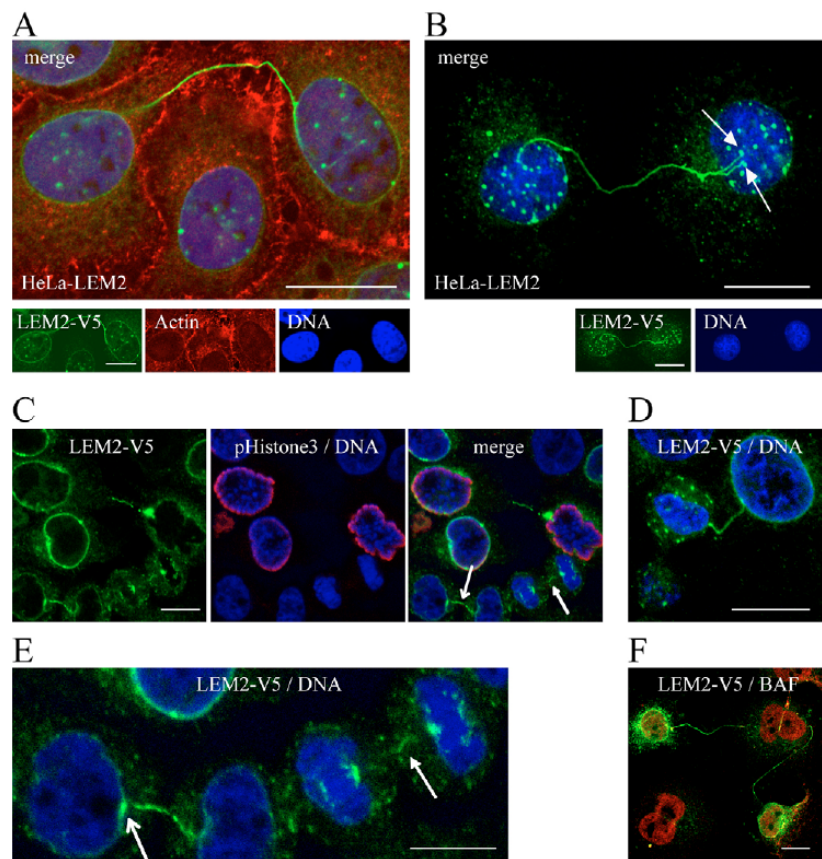 A
merge
HeLa-LEM2
LEM2-V5
Actin
DNA
B
merge
HeLa-LEM2
LEM2-V5
DNA
C
LEM2-V5
pHistone3 / DNA
merge
D
LEM2-V5 / DNA
E
LEM2-V5 / DNA
F
LEM2-V5 / BAF